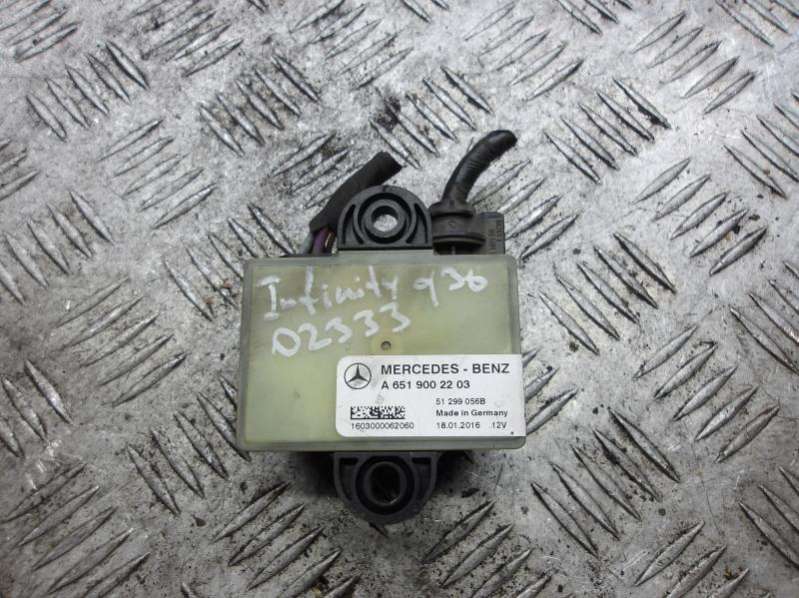 Infinity q30
D2333
MERCEDES - BENZ
A 651 900 22 03
51 299 056B
Made in Germany
1603000062060 18.01.2016 .12V